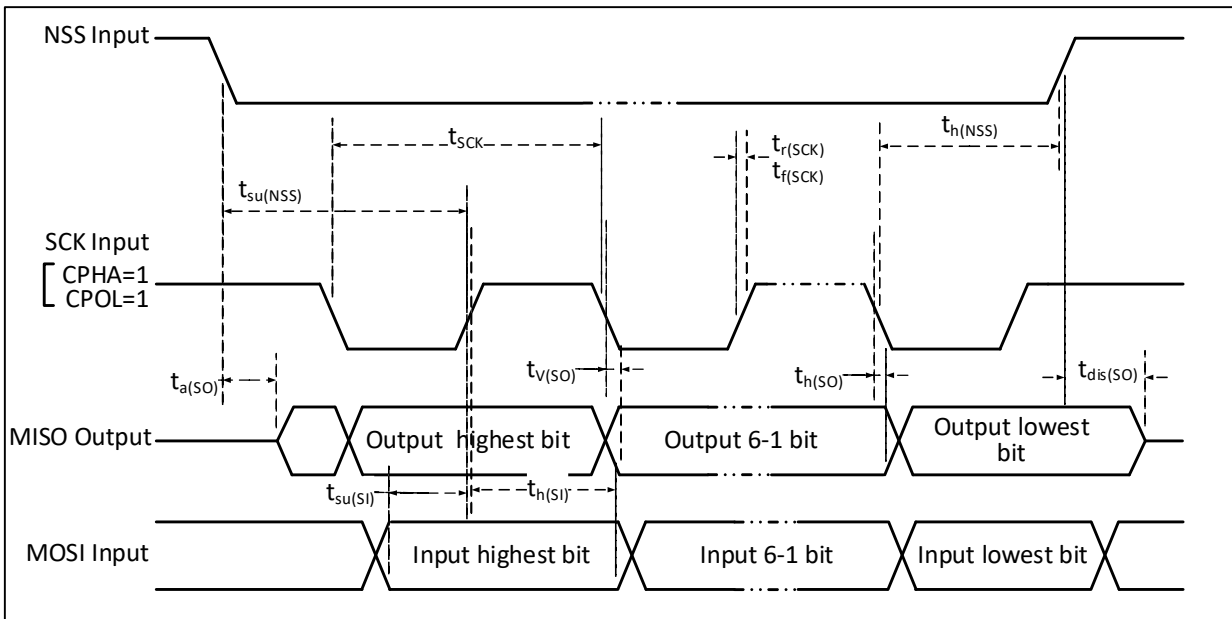 NSS Input
tSCK
th(NSS)
tr(SCK)
tf(SCK)
tsu(NSS)
SCK Input
CPHA=1
CPOL=1
ta(SO)
tV(SO)
th(SO)
tdis(SO)
MISO Output
Output highest bit
Output 6-1 bit
Output lowest
bit
tsu(SI)
th(SI)
MOSI Input
Input highest bit
Input 6-1 bit
Input lowest bit